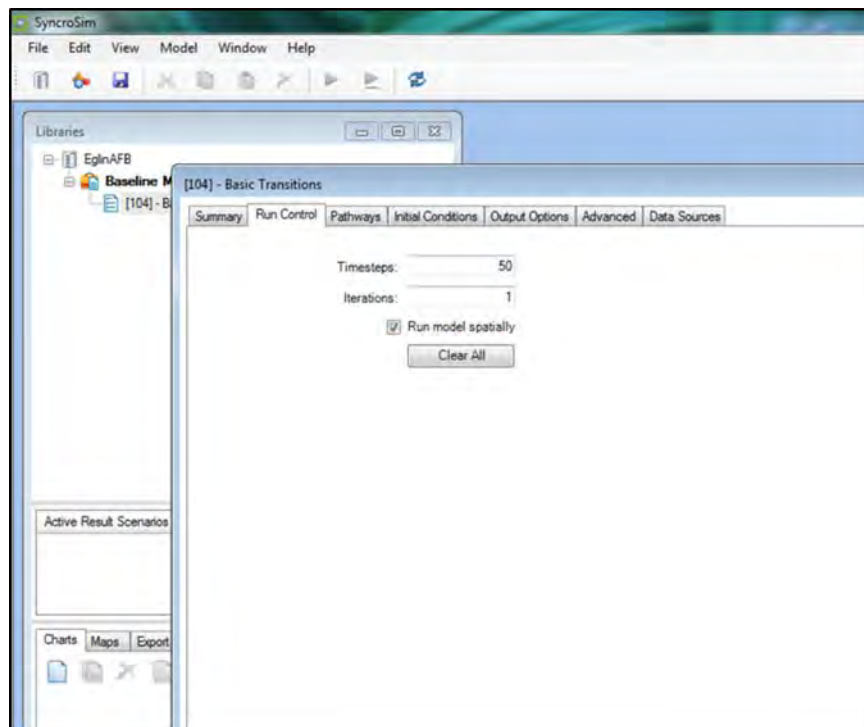 SyncroSim
File Edit View Model Window Help
Libraries
EglinAFB
Baseline M
[104] - B
[104] - Basic Transitions
Summary Run Control Pathways Initial Conditions Output Options Advanced Data Sources
Timesteps: 50
Iterations: 1
Run model spatially
Clear All
Active Result Scenarios
Charts Maps Export